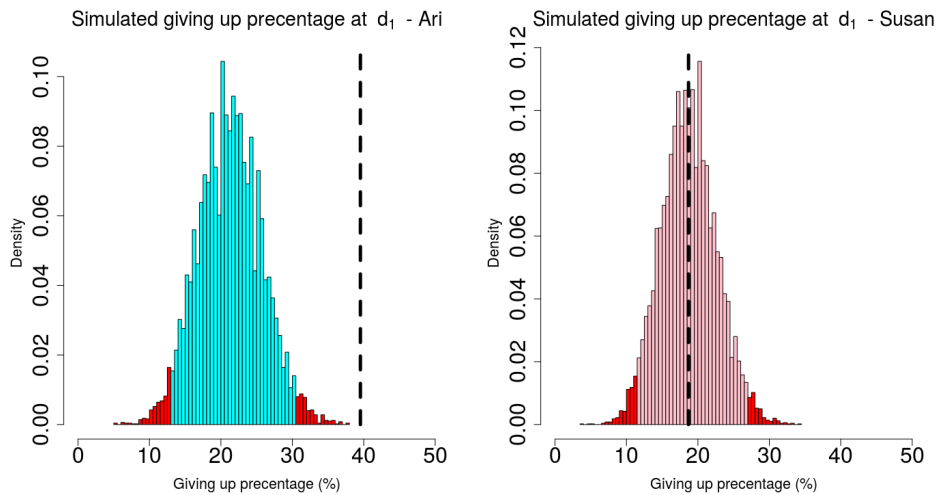 Simulated giving up precentage at d₁ - Ari
Density
0.00 0.02 0.04 0.06 0.08 0.10
0 10 20 30 40 50
Giving up precentage (%)
Simulated giving up precentage at d₁ - Susan
Density
0.00 0.02 0.04 0.06 0.08 0.10 0.12
0 10 20 30 40 50
Giving up precentage (%)